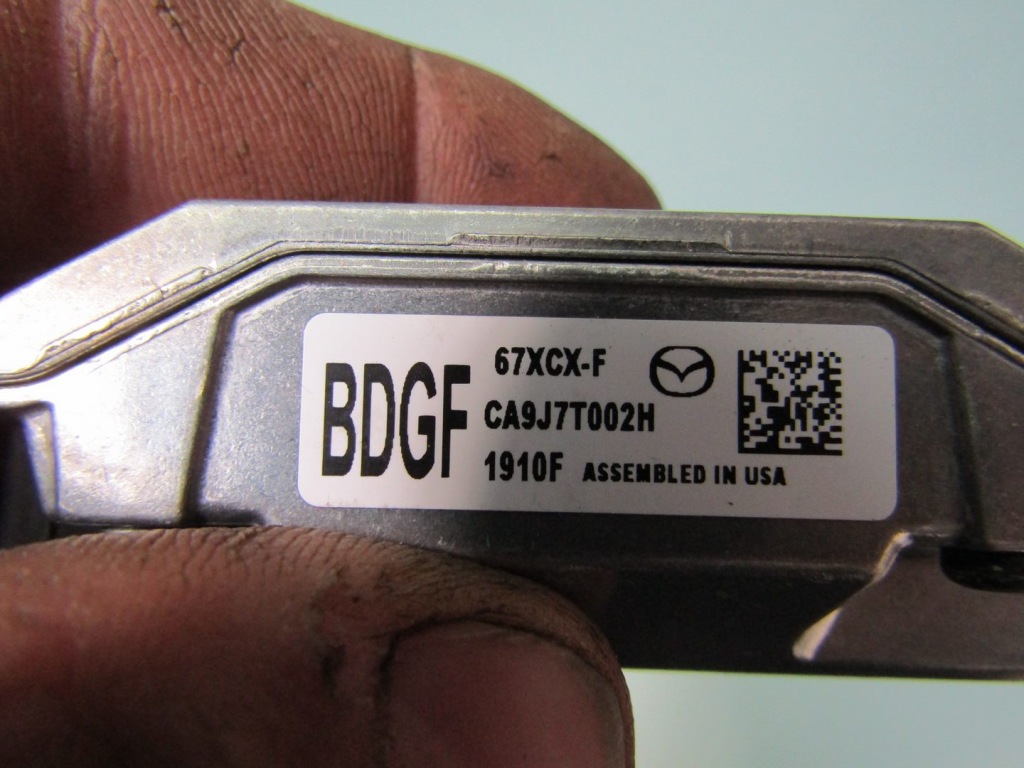 BDGF
67XCX-F
CA9J7T002H
1910F ASSEMBLED IN USA